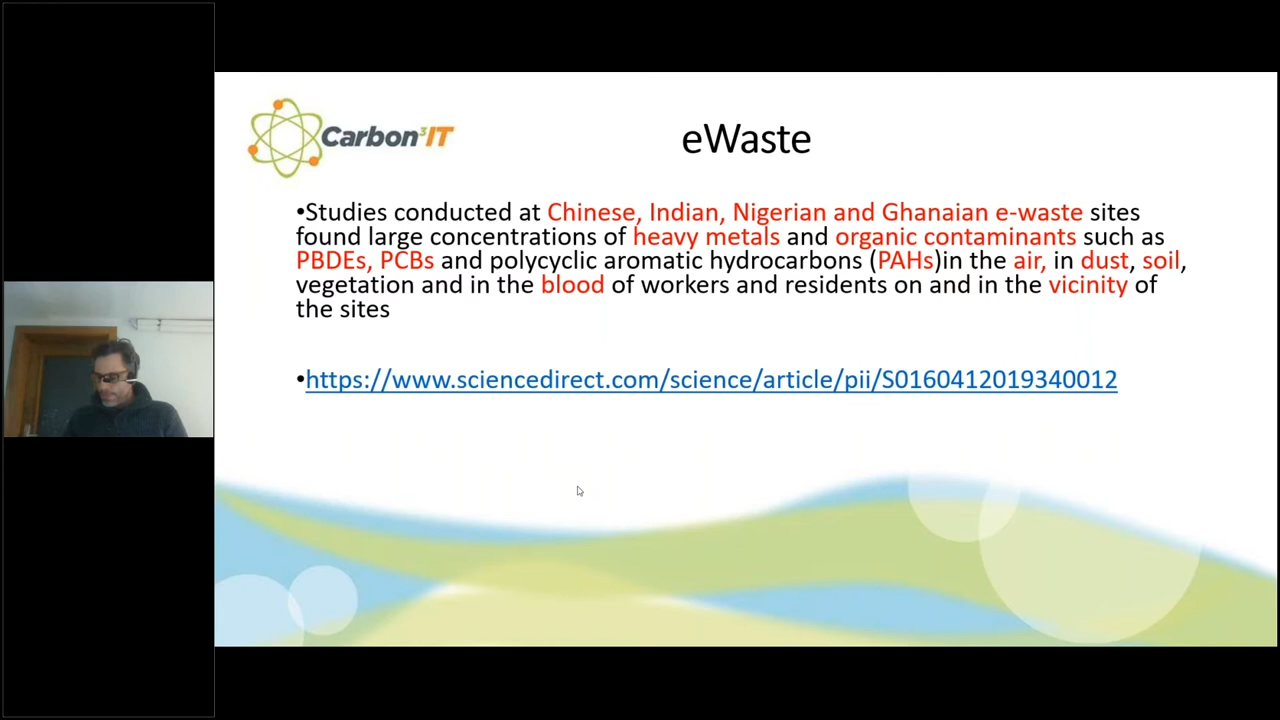 Carbon³IT
eWaste
•Studies conducted at Chinese, Indian, Nigerian and Ghanaian e-waste sites
found large concentrations of heavy metals and organic contaminants such as
PBDEs, PCBs and polycyclic aromatic hydrocarbons (PAHs)in the air, in dust, soil,
vegetation and in the blood of workers and residents on and in the vicinity of
the sites
•https://www.sciencedirect.com/science/article/pii/S0160412019340012